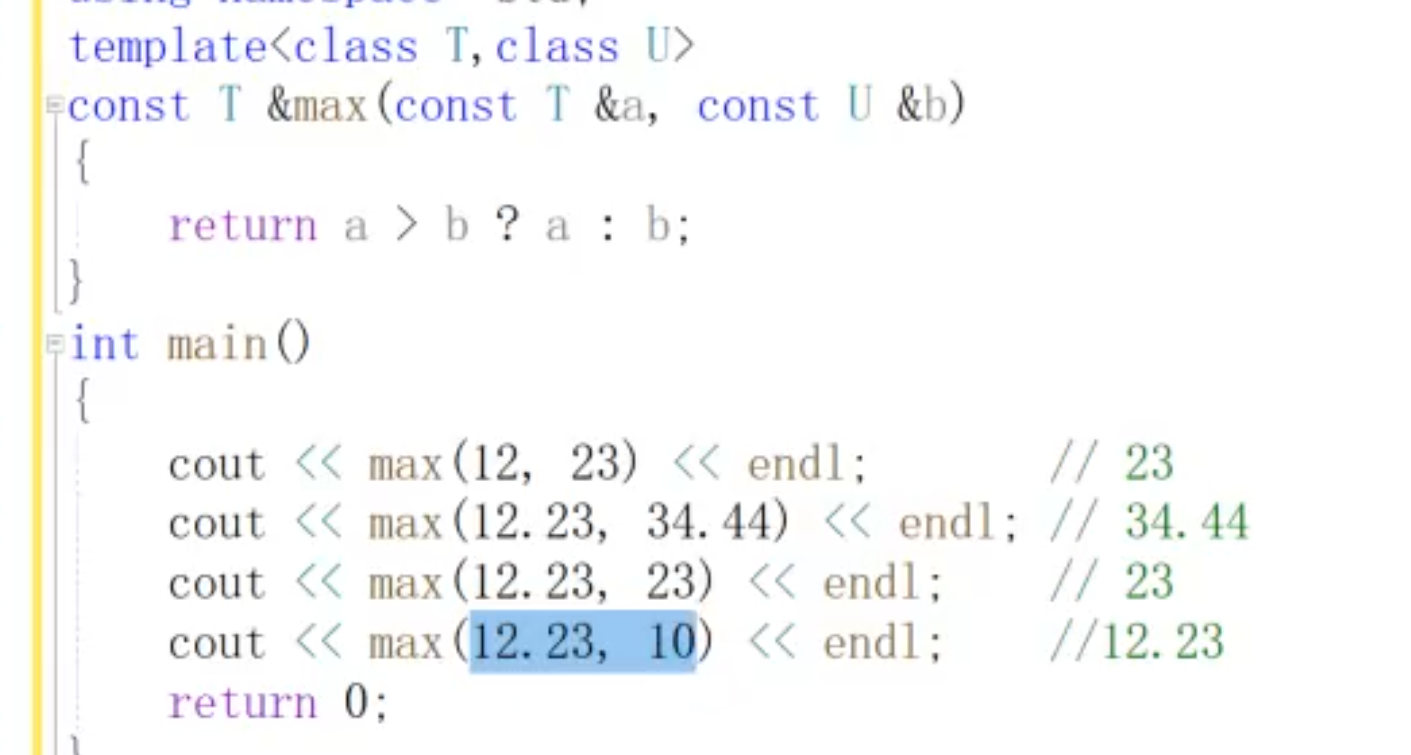 template<class T,class U>
const T &max(const T &a, const U &b)
{
    return a > b ? a : b;
}
int main()
{
    cout << max(12, 23) << endl;       // 23
    cout << max(12.23, 34.44) << endl; // 34.44
    cout << max(12.23, 23) << endl;    // 23
    cout << max(12.23, 10) << endl;    //12.23
    return 0;